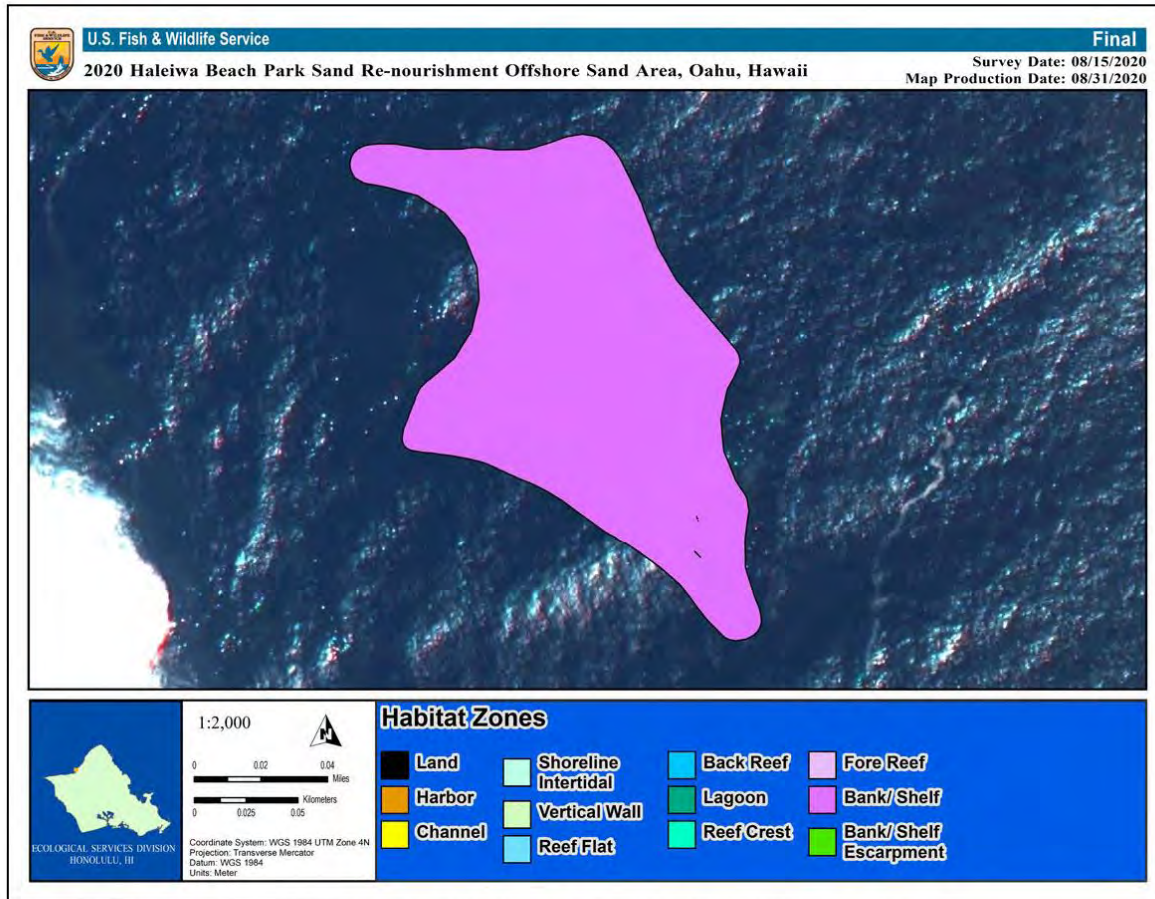 U.S. Fish & Wildlife Service
Final
2020 Haleiwa Beach Park Sand Re-nourishment Offshore Sand Area, Oahu, Hawaii
Survey Date: 08/15/2020
Map Production Date: 08/31/2020
ECOLOGICAL SERVICES DIVISION
HONOLULU, HI
1:2,000
N
0 0.02 0.04
Miles
Kilometers
0 0.025 0.05
Coordinate System: WGS 1984 UTM Zone 4N
Projection: Transverse Mercator
Datum: WGS 1984
Units: Meter
Habitat Zones
Land
Harbor
Channel
Shoreline
Intertidal
Vertical Wall
Reef Flat
Back Reef
Lagoon
Reef Crest
Fore Reef
Bank/ Shelf
Bank/ Shelf
Escarpment